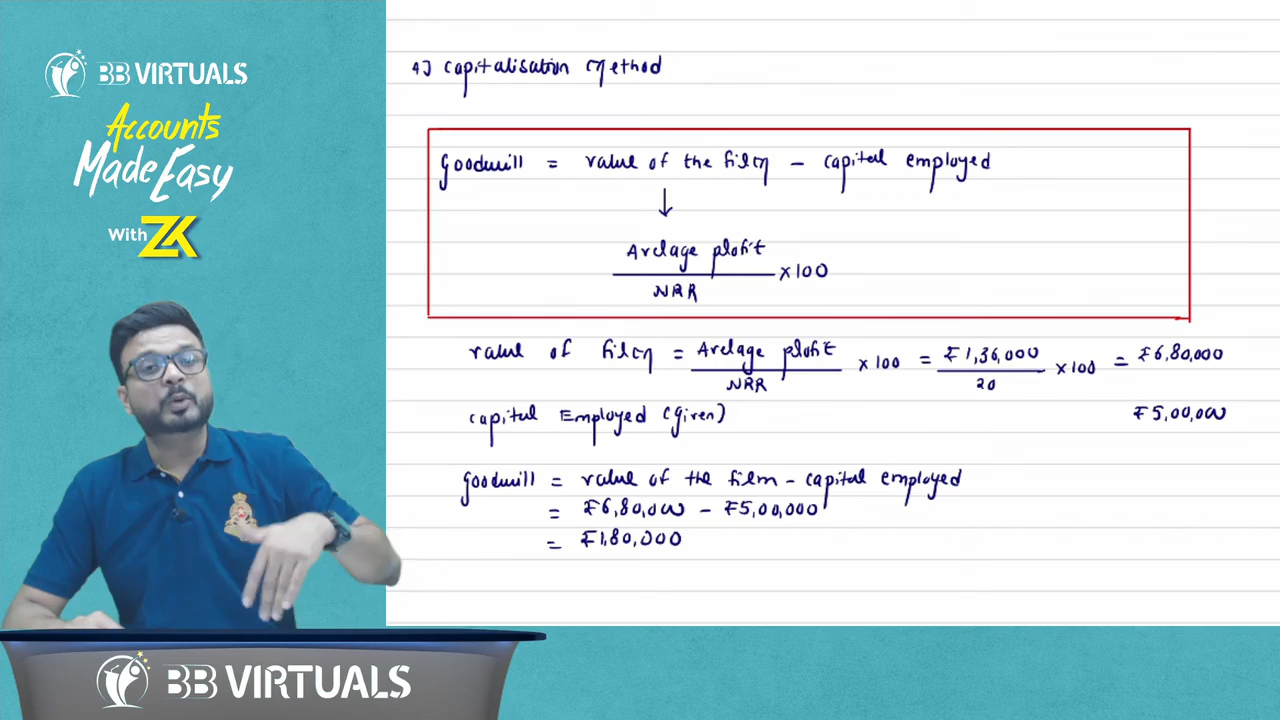 BB VIRTUALS
Accounts
Made Easy
With ZK
4] Capitalisation Method
Goodwill = value of the firm - capital employed
↓
Average profit
NRR
×100
value of firm = Average profit / NRR × 100 = ₹1,36,000 / 20 × 100 = ₹6,80,000
Capital Employed (given) ₹5,00,000
Goodwill = value of the firm - capital employed
= ₹6,80,000 - ₹5,00,000
= ₹1,80,000
BB VIRTUALS